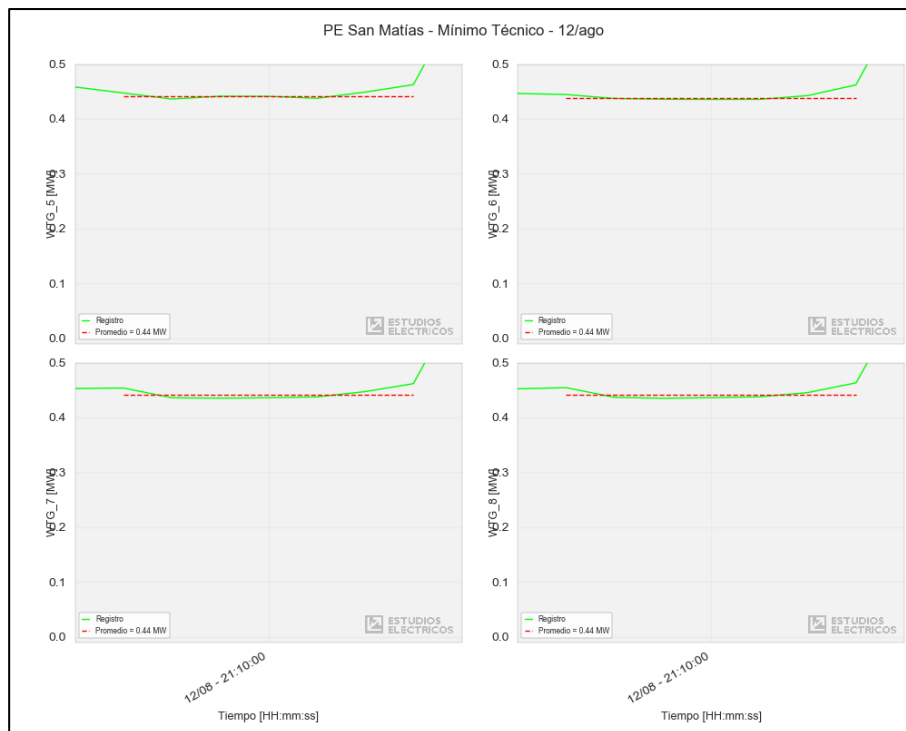 PE San Matías - Mínimo Técnico - 12/ago
0.5
0.4
0.3
0.2
0.1
0.0
WTG_5 [MW]
Registro
Promedio = 0.44 MW
ESTUDIOS
ELECTRICOS
0.5
0.4
0.3
0.2
0.1
0.0
WTG_6 [MW]
Registro
Promedio = 0.44 MW
ESTUDIOS
ELECTRICOS
0.5
0.4
0.3
0.2
0.1
0.0
WTG_7 [MW]
Registro
Promedio = 0.44 MW
ESTUDIOS
ELECTRICOS
12/08 - 21:10:00
Tiempo [HH:mm:ss]
0.5
0.4
0.3
0.2
0.1
0.0
WTG_8 [MW]
Registro
Promedio = 0.44 MW
ESTUDIOS
ELECTRICOS
12/08 - 21:10:00
Tiempo [HH:mm:ss]